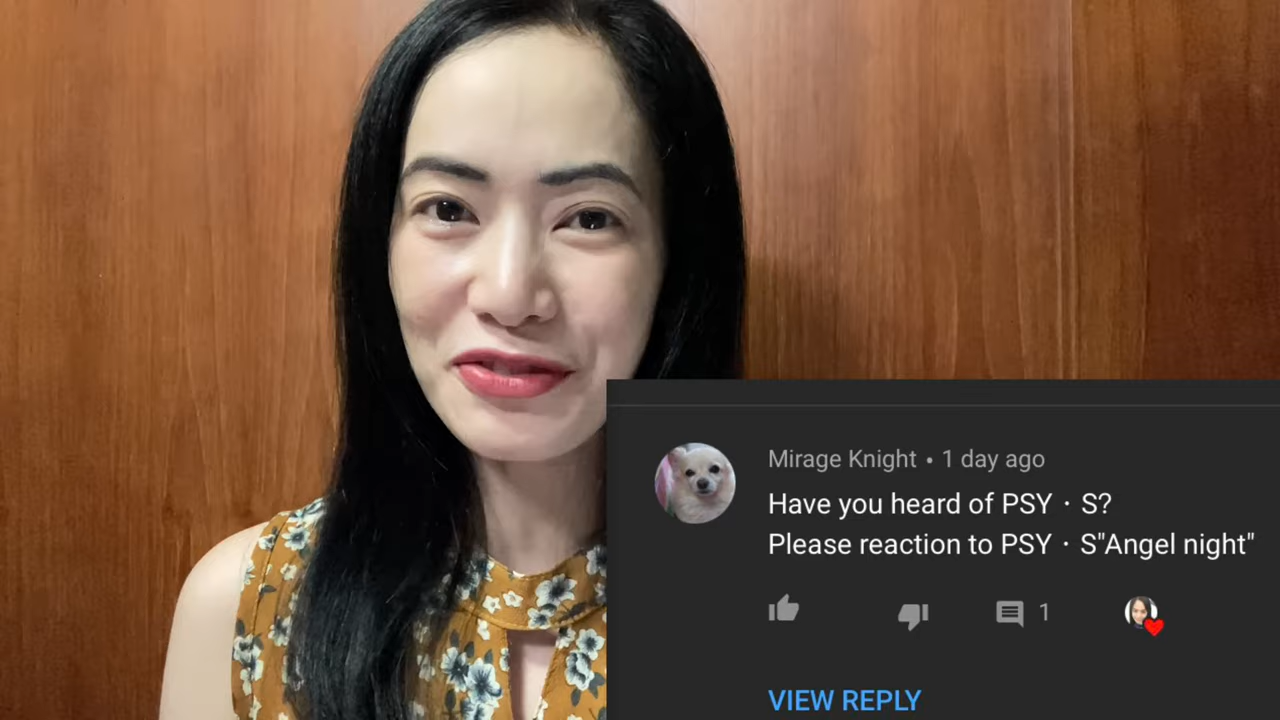 Mirage Knight • 1 day ago
Have you heard of PSY・S?
Please reaction to PSY・S"Angel night"
1
VIEW REPLY